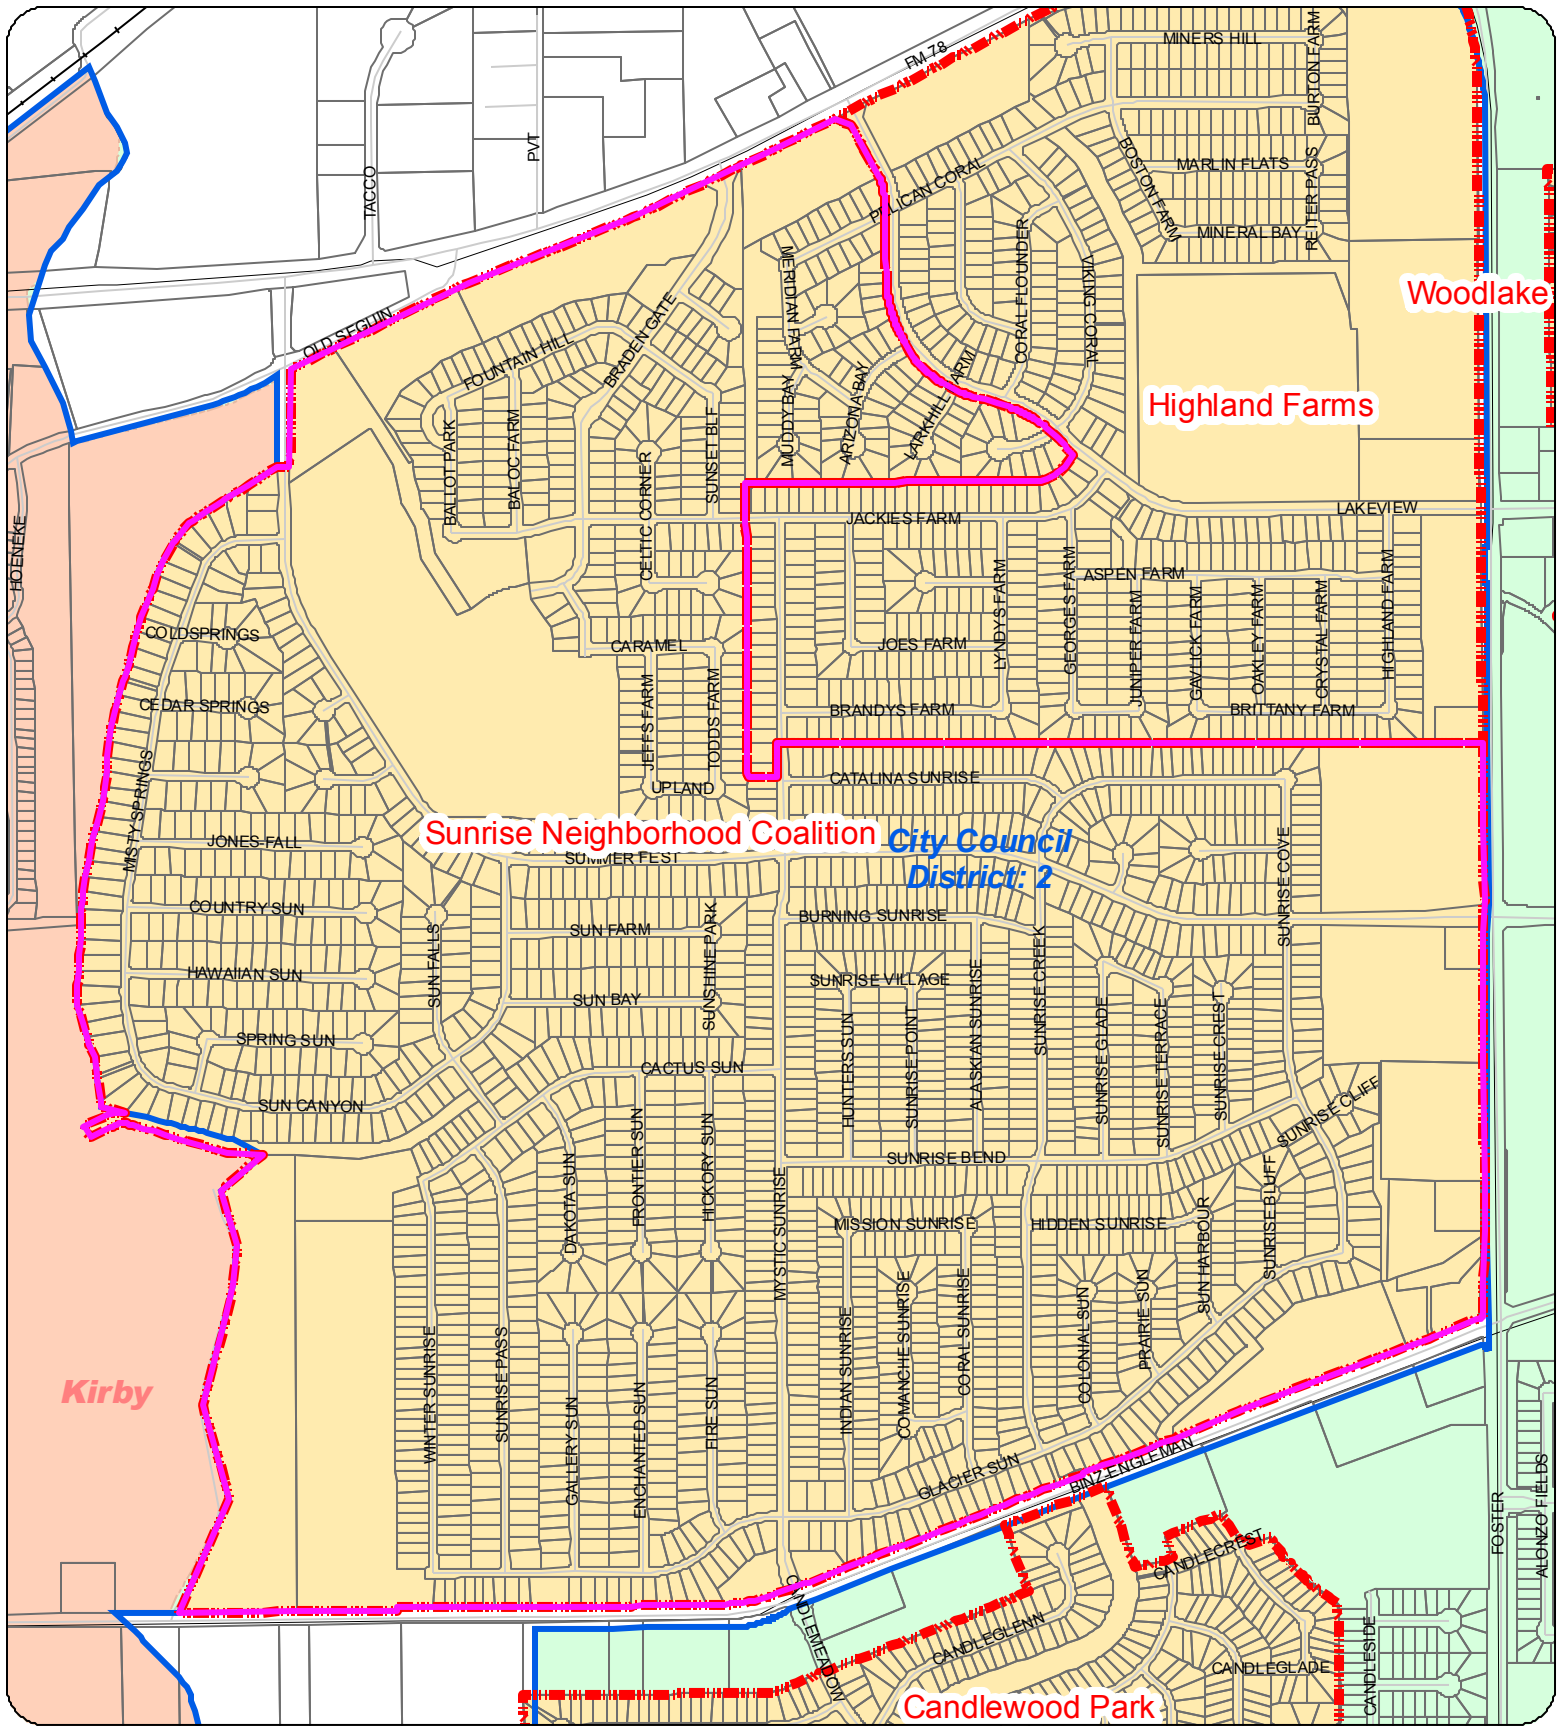 MINERS HILL
BURTON FARM
FM 78
PVT
TACCO
BOSTON FARM
MARLIN FLATS
REITER PASS
PELICAN CORAL
MINERAL BAY
MERIDIAN FARM
CORAL FLOUNDER
VIKING CORAL
Woodlake
OLD SEGUIN
FOUNTAIN HILL
BRADEN GATE
Highland Farms
MUDDY BAY
ARIZONA BAY
LARKHILL FARM
BALLOT PARK
BALOC FARM
SUNSET BLF
CELTIC CORNER
HOENEKE
JACKIES FARM
LAKEVIEW
ASPEN FARM
LYNDYS FARM
GEORGES FARM
JUNIPER FARM
GAVLICK FARM
OAKLEY FARM
CRYSTAL FARM
HIGHLAND FARM
COLDSPRINGS
CARAMEL
JOES FARM
CEDAR SPRINGS
JEFFS FARM
TODDS FARM
BRANDYS FARM
BRITTANY FARM
MISTY SPRINGS
UPLAND
CATALINA SUNRISE
JONES-FALL
Sunrise Neighborhood Coalition
City Council
District: 2
SUMMER FEST
SUNRISE COVE
COUNTRY SUN
SUN FARM
SUNSHINE PARK
BURNING SUNRISE
SUN FALLS
HAWAIIAN SUN
SUN BAY
SUNRISE VILLAGE
SUNRISE CREEK
ALASKIAN SUNRISE
HUNTERS SUN
SUNRISE POINT
SUNRISE GLADE
SUNRISE TERRACE
SUNRISE CREST
SPRING SUN
CACTUS SUN
SUN CANYON
SUNRISE CLIFF
DAKOTA SUN
FRONTIER SUN
HICKORY SUN
SUNRISE BEND
MYSTIC SUNRISE
MISSION SUNRISE
HIDDEN SUNRISE
SUN HARBOUR
SUNRISE BLUFF
Kirby
WINTER SUNRISE
SUNRISE PASS
GALLERY SUN
ENCHANTED SUN
FIRE SUN
INDIAN SUNRISE
COMANCHE SUNRISE
CORAL SUNRISE
COLONIAL SUN
PRAIRIE SUN
GLACIER SUN
BINZ-ENGLEMAN
FOSTER
ALONZO FIELDS
CANDLECREST
CANDLEMEADOW
CANDLEGLENN
CANDLEGLADE
CANDLESIDE
Candlewood Park